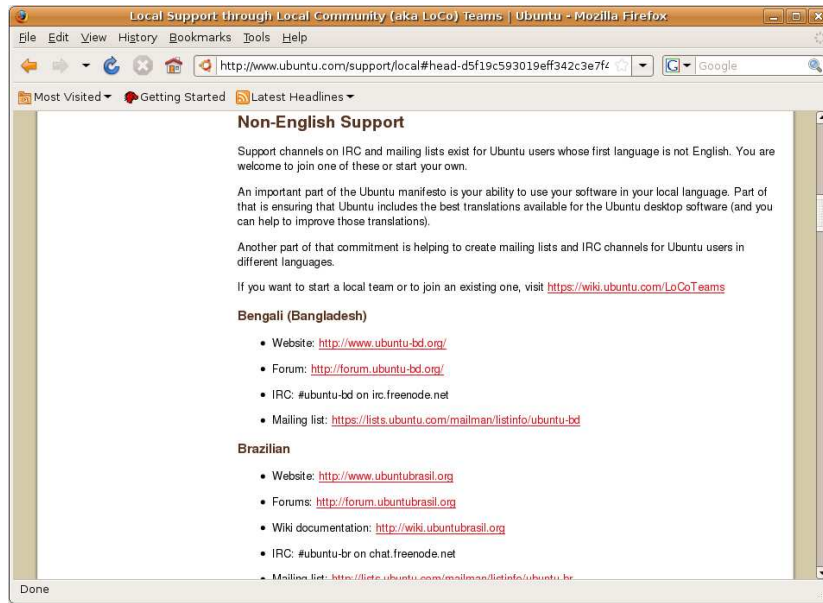 Local Support through Local Community (aka LoCo) Teams | Ubuntu - Mozilla Firefox
File Edit View History Bookmarks Tools Help
http://www.ubuntu.com/support/local#head-d5f19c593019eff342c3e7f4
G Google
Most Visited Getting Started Latest Headlines
Non-English Support
Support channels on IRC and mailing lists exist for Ubuntu users whose first language is not English. You are
welcome to join one of these or start your own.
An important part of the Ubuntu manifesto is your ability to use your software in your local language. Part of
that is ensuring that Ubuntu includes the best translations available for the Ubuntu desktop software (and you
can help to improve those translations).
Another part of that commitment is helping to create mailing lists and IRC channels for Ubuntu users in
different languages.
If you want to start a local team or to join an existing one, visit https://wiki.ubuntu.com/LoCoTeams
Bengali (Bangladesh)
• Website: http://www.ubuntu-bd.org/
• Forum: http://forum.ubuntu-bd.org/
• IRC: #ubuntu-bd on irc.freenode.net
• Mailing list: https://lists.ubuntu.com/mailman/listinfo/ubuntu-bd
Brazilian
• Website: http://www.ubuntubrasil.org
• Forums: http://forum.ubuntubrasil.org
• Wiki documentation: http://wiki.ubuntubrasil.org
• IRC: #ubuntu-br on chat.freenode.net
• Mailing list: http://lists.ubuntu.com/mailman/listinfo/ubuntu-br
Done